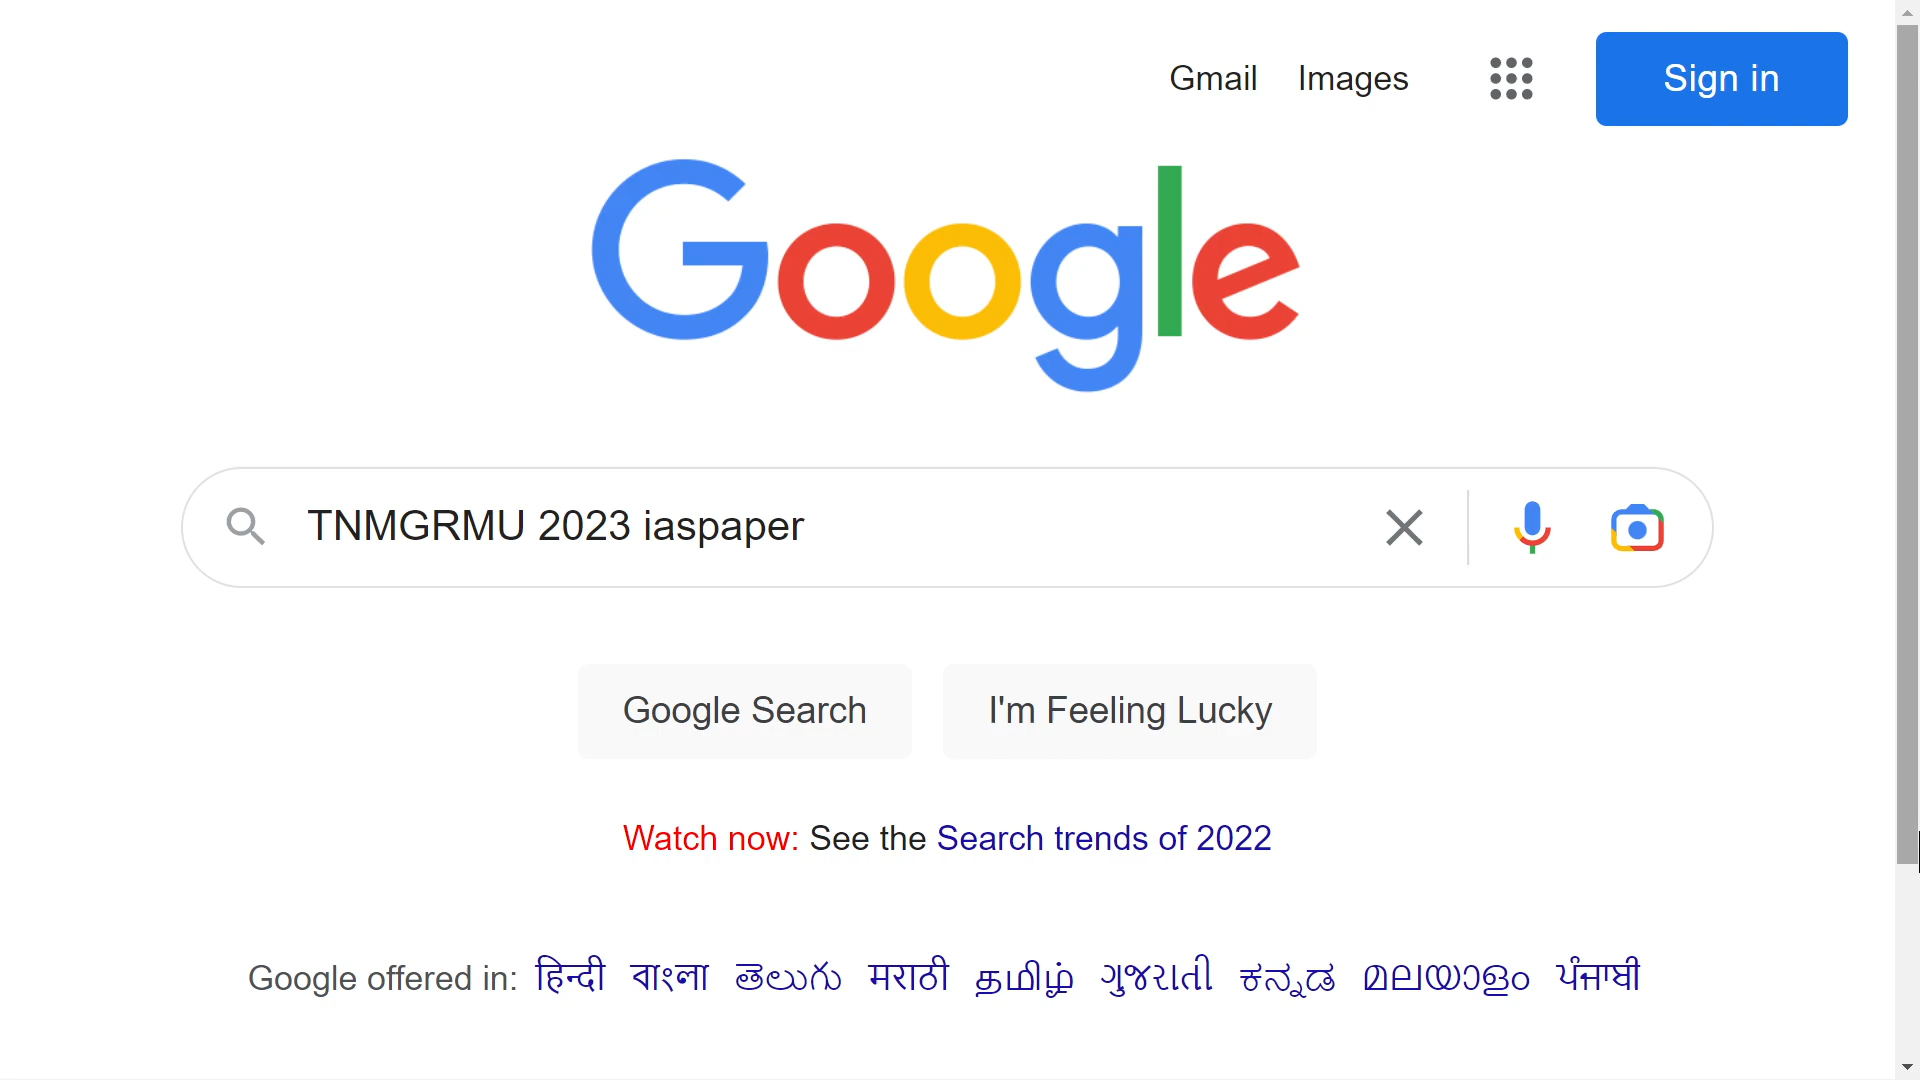 Gmail Images Sign in
Google
TNMGRMU 2023 iaspaper
Google Search I'm Feeling Lucky
Watch now: See the Search trends of 2022
Google offered in: हिन्दी বাংলা తెలుగు मराठी தமிழ் ગુજરાતી ಕನ್ನಡ മലയാളം ਪੰਜਾਬੀ